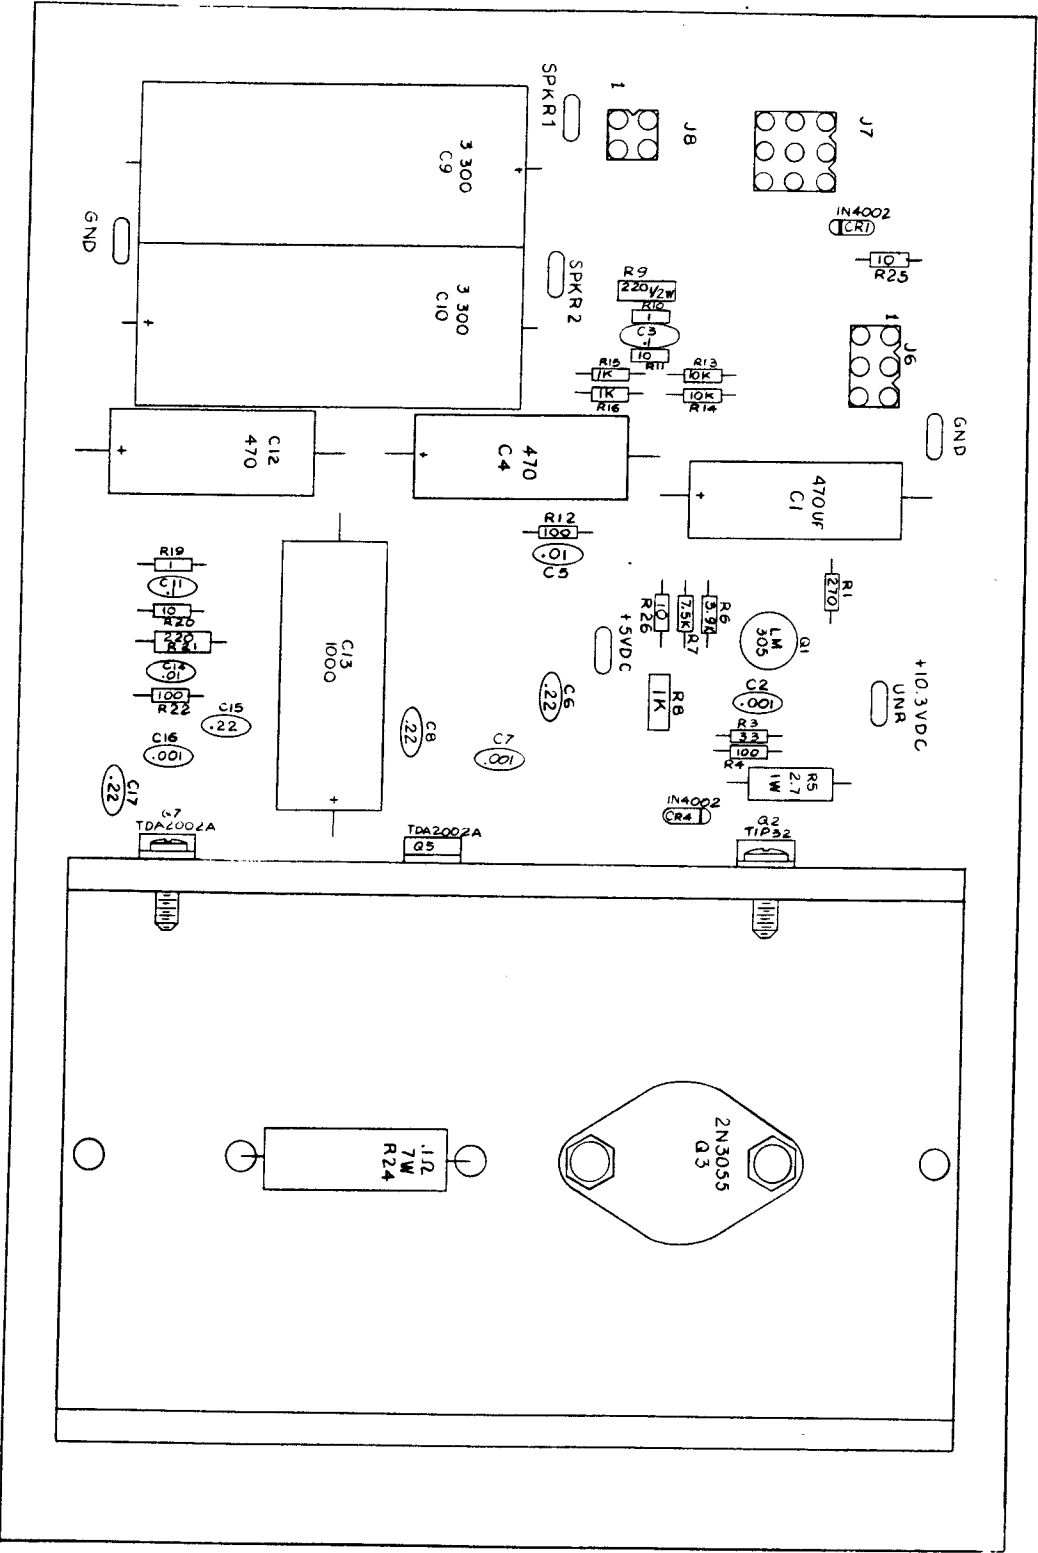 SPKR1
1
J8
J7
3 300
C9
1N4002
CR1
10
R25
GND
SPKR2
3 300
C10
R9
220 1/2W
R10
1
C3
.1
10
R11
1
J6
R15
1K
1K
R16
R13
10K
10K
R14
GND
C12
470
470
C4
470UF
C1
R12
100
.01
C5
R19
1
C11
.1
10
R20
220
R21
C14
.01
100
R22
C13
1000
R1
270
R26
10
R7
7.5K
R6
3.9K
LM
305
Q1
+5VDC
+10.3VDC
UNR
C15
.22
C16
.001
C17
.22
C8
.22
C6
.22
C7
.001
R8
1K
C2
.001
R3
33
100
R4
R5
2.7
1W
1N4002
CR4
Q7
TDA2002A
TDA2002A
Q5
Q2
TIP32
.1Ω
7W
R24
2N3055
Q3